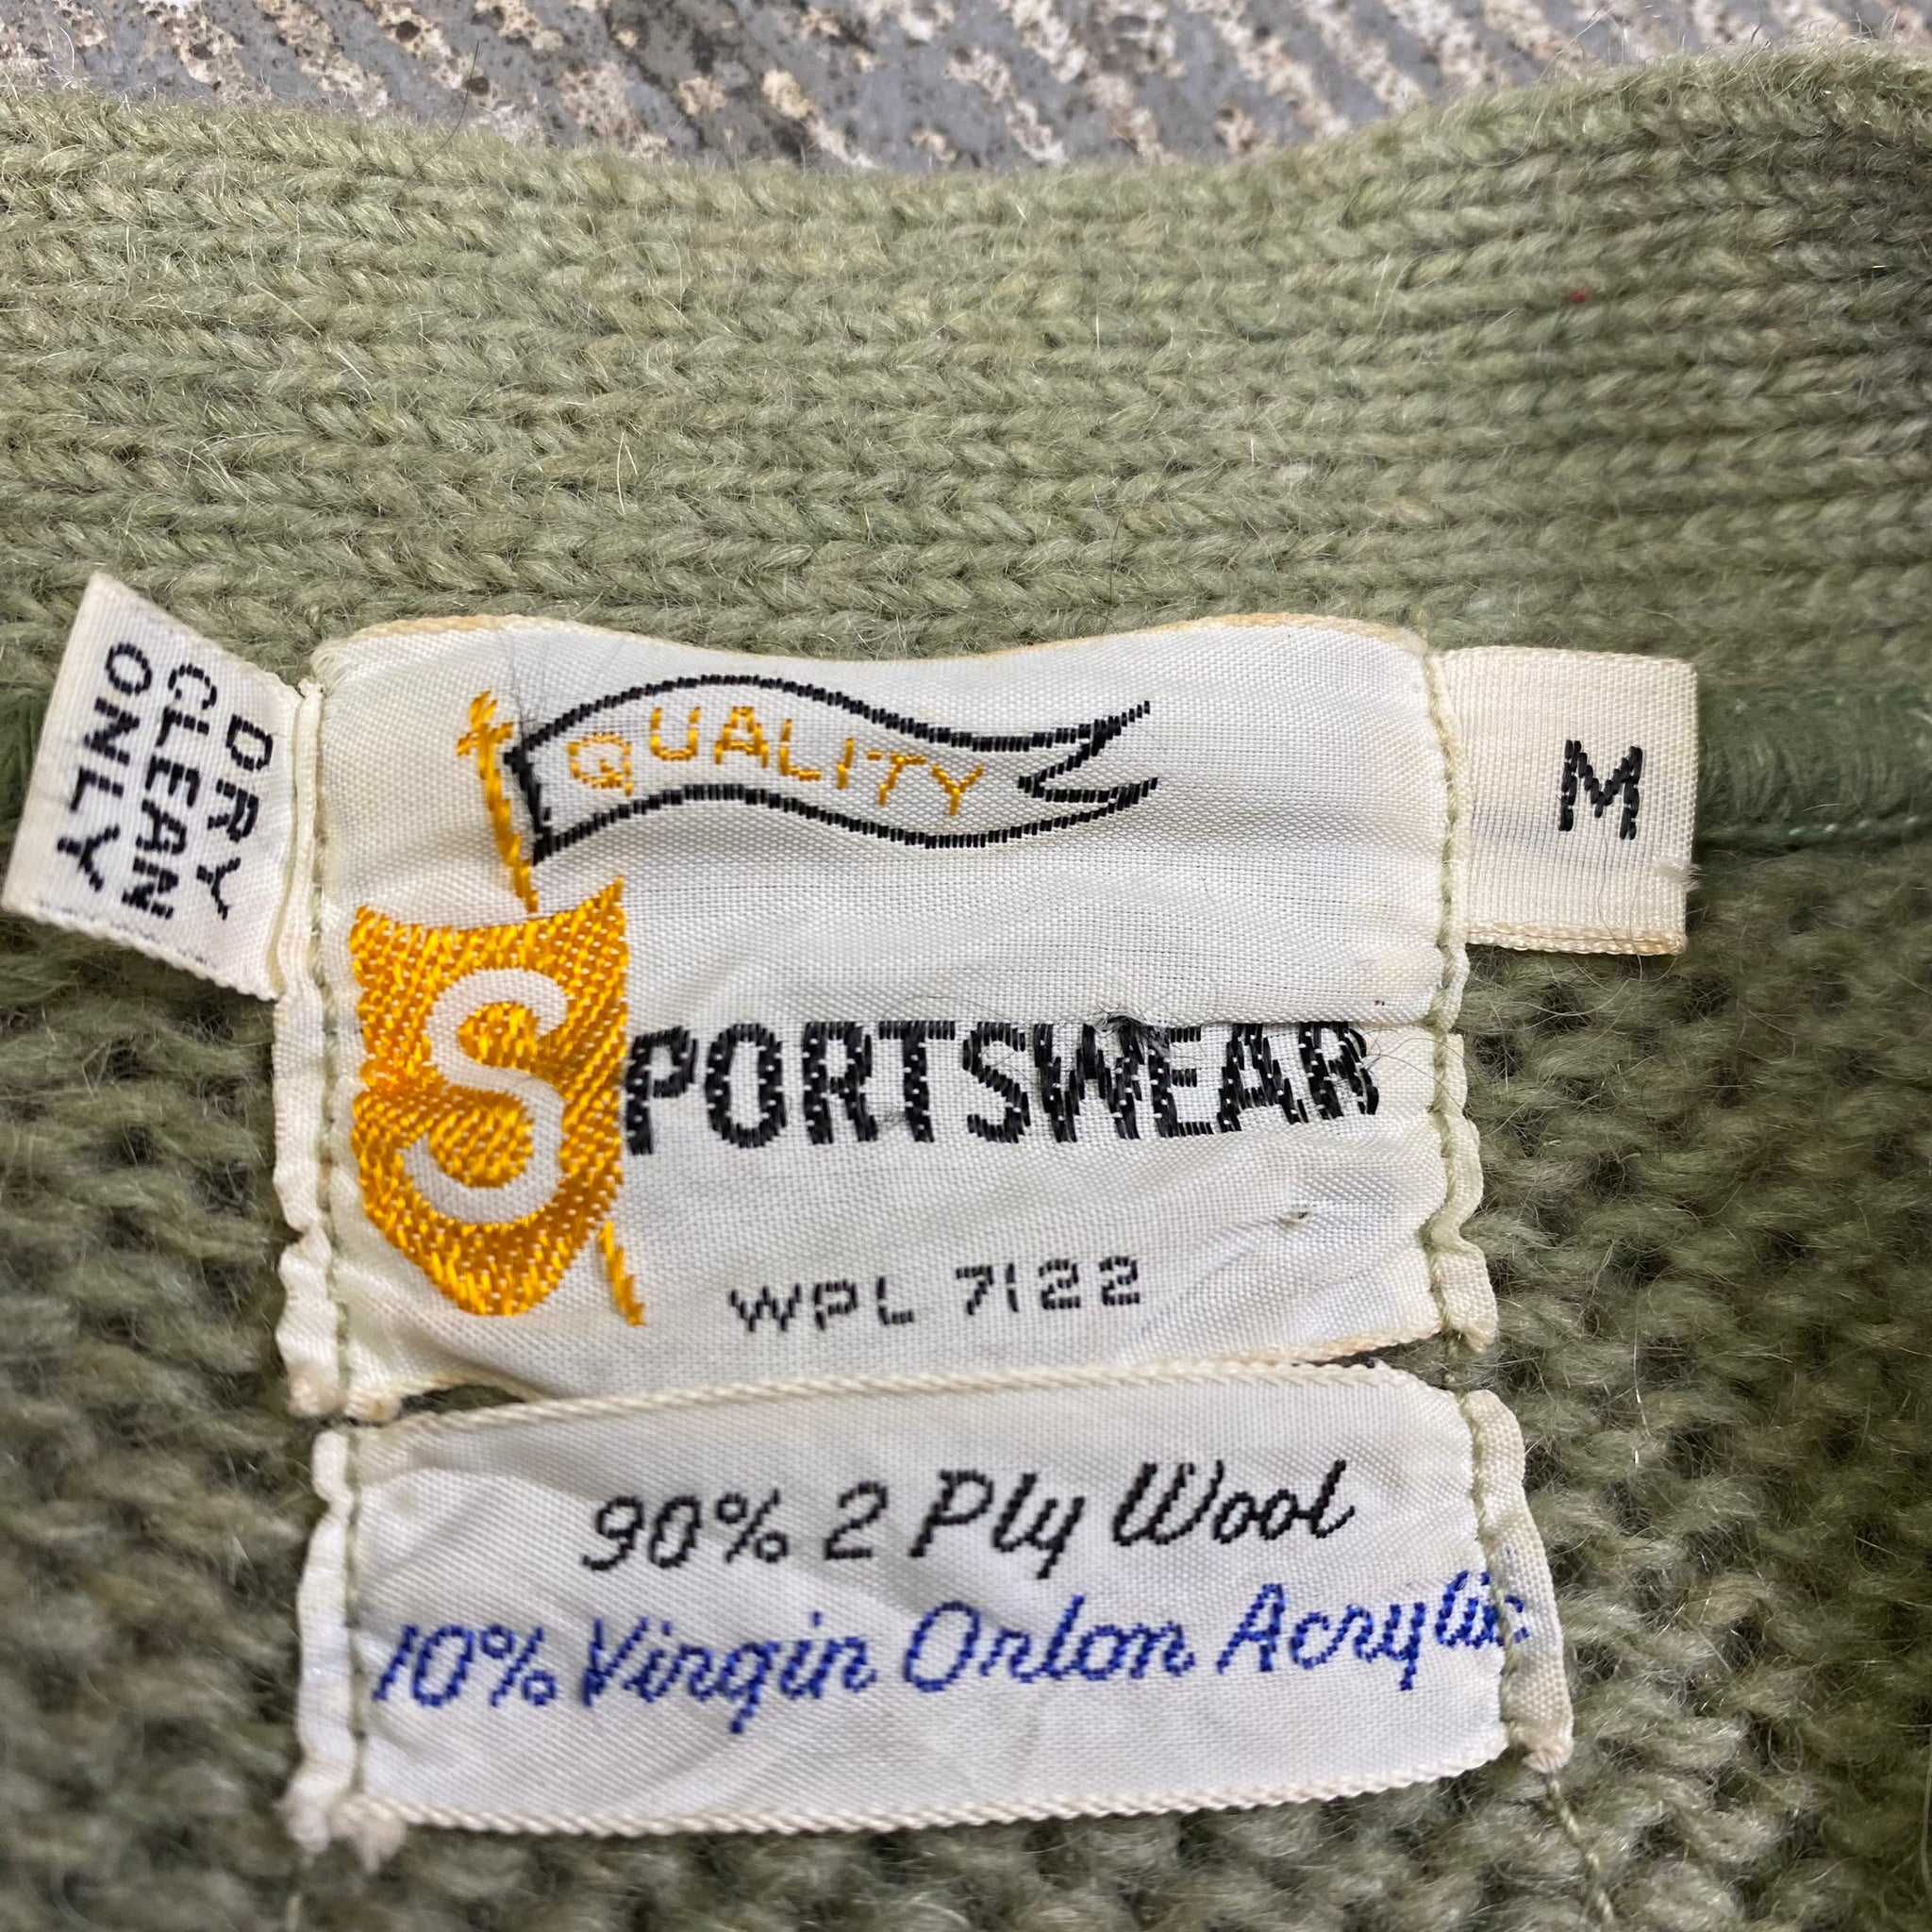 DRY
CLEAN
ONLY
QUALITY
SPORTSWEAR
WPL 7122
M
90% 2 Ply Wool
10% Virgin Orlon Acrylic